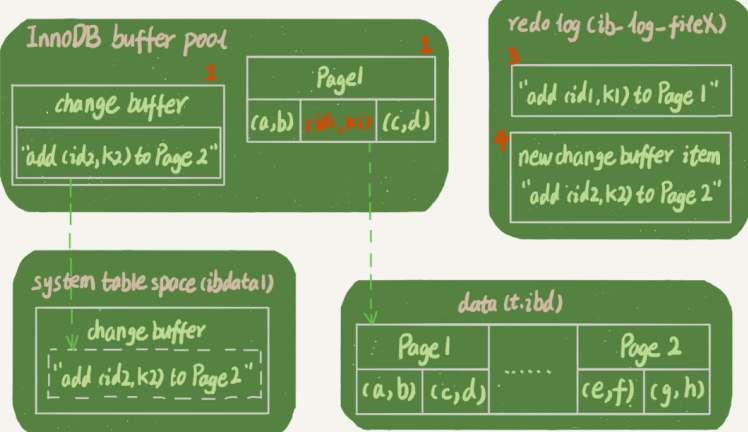 InnoDB buffer pool
1
2
Page1
change buffer
(a,b) (id1,k1) (c,d)
"add (id2,k2) to Page 2"
redo log (ib-log-fileX)
3
"add (id1,k1) to Page 1"
4
new change buffer item
"add (id2,k2) to Page 2"
system table space (ibdata1)
change buffer
"add (id2,k2) to Page 2"
data (t.ibd)
Page1 ...... Page 2
(a,b) (c,d) (e,f) (g,h)